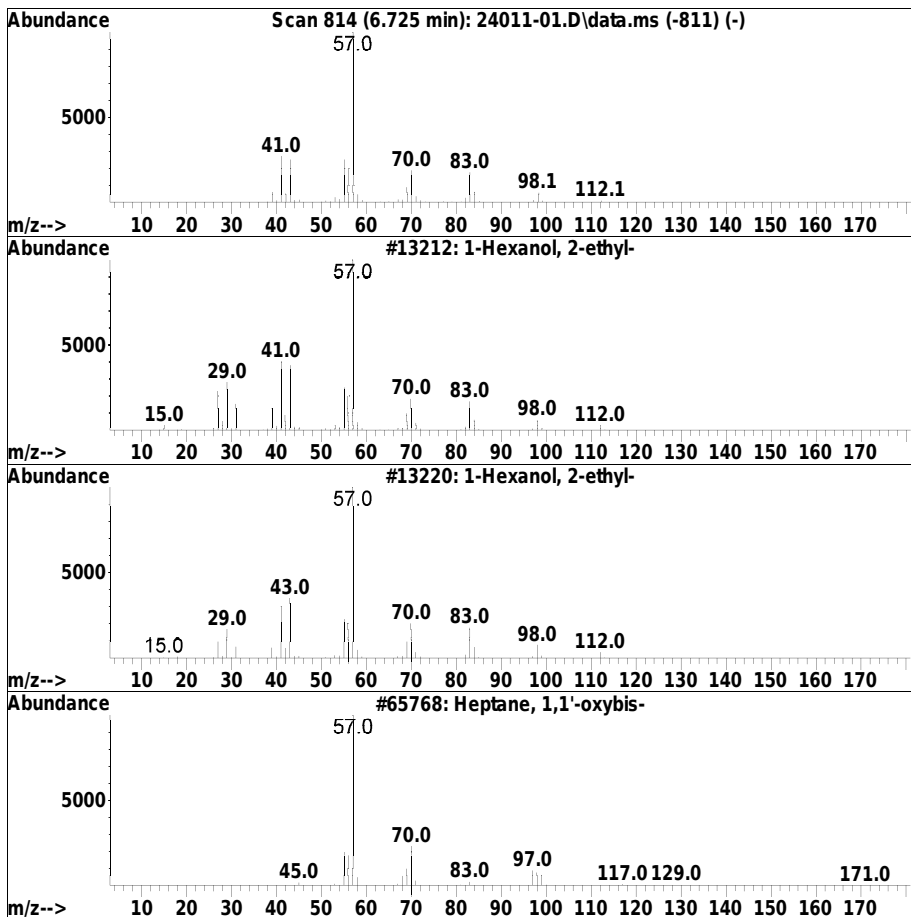 Abundance Scan 814 (6.725 min): 24011-01.D\data.ms (-811) (-)
57.0
5000
41.0
70.0 83.0
98.1 112.1
m/z--> 10 20 30 40 50 60 70 80 90 100 110 120 130 140 150 160 170
Abundance #13212: 1-Hexanol, 2-ethyl-
57.0
5000
41.0
29.0
70.0 83.0
15.0 98.0 112.0
m/z--> 10 20 30 40 50 60 70 80 90 100 110 120 130 140 150 160 170
Abundance #13220: 1-Hexanol, 2-ethyl-
57.0
5000
43.0
29.0 70.0 83.0
15.0 98.0 112.0
m/z--> 10 20 30 40 50 60 70 80 90 100 110 120 130 140 150 160 170
Abundance #65768: Heptane, 1,1'-oxybis-
57.0
5000
70.0
45.0 83.0 97.0 117.0 129.0 171.0
m/z--> 10 20 30 40 50 60 70 80 90 100 110 120 130 140 150 160 170